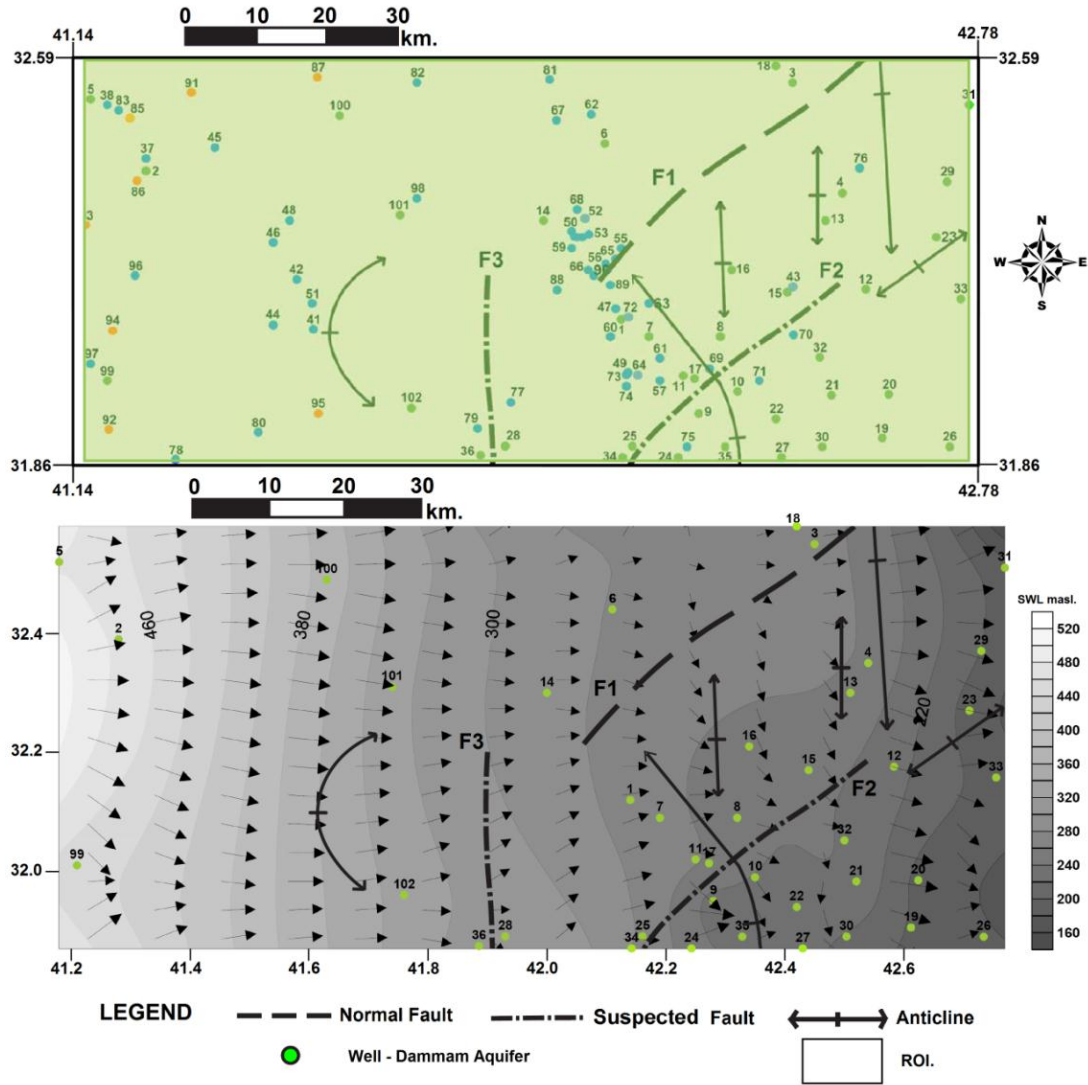 0 10 20 30 km.
41.14 42.78
32.59 32.59
18 3
87 82 81
91 31
5 38 83 85 100 67 62
45 6
37 2 76
86 29
98 F1 4
3 48 101 14 68 52 13
46 50 53 23
59 55
F3 56 65 16 F2
96 42 66 90 89 43 12
51 88 15 33
44 41 47 72 63
94 60 1 7 8 70
97 61 32
99 49 64 69
73 57 11 17 71
74 10 21 20
95 102 77 9 22
92 80 79 19
78 36 28 25 75 35 27 30 26
34 24
31.86 31.86
41.14 42.78
N
W E
S
0 10 20 30 km.
18
3
5 100 31
SWL masl.
32.4 2 460 380 300 6
29
101 14 F1 4
13 23
220
32.2 F3 16 12
15 33
1 F2
7 8
32
32.0 99 11 17
10 21 20
102 9 22
36 28 25 35 30 19 26
34 24 27
41.2 41.4 41.6 41.8 42.0 42.2 42.4 42.6
520
480
440
400
360
320
280
240
200
160
LEGEND Normal Fault Suspected Fault Anticline
Well - Dammam Aquifer ROI.